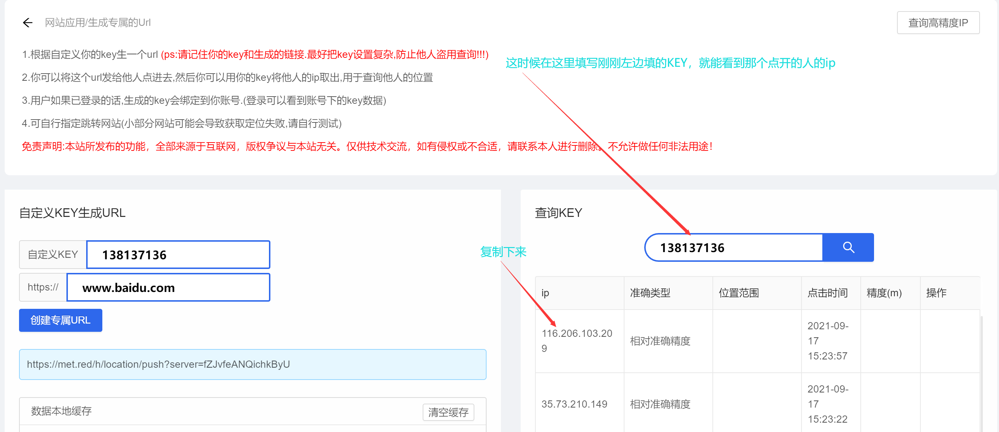 网站应用/生成专属的Url
查询高精度IP
1.根据自定义你的key生一个url (ps:请记住你的key和生成的链接.最好把key设置复杂,防止他人盗用查询!!!)
这时候在这里填写刚刚左边填的KEY，就能看到那个点开的人的ip
2.你可以将这个url发给他人点进去,然后你可以用你的key将他人的ip取出,用于查询他人的位置
3.用户如果已登录的话,生成的key会绑定到你账号.(登录可以看到账号下的key数据)
4.可自行指定跳转网站(小部分网站可能会导致获取定位失败,请自行测试)
免责声明:本站所发布的功能，全部来源于互联网，版权争议与本站无关。仅供技术交流，如有侵权或不合适，请联系本人进行删除。不允许做任何非法用途！
自定义KEY生成URL
自定义KEY
138137136
https://
www.baidu.com
创建专属URL
https://met.red/h/location/push?server=fZJvfeANQichkByU
数据本地缓存
清空缓存
查询KEY
138137136
复制下来
ip
准确类型
位置范围
点击时间
精度(m)
操作
116.206.103.20
9
相对准确精度
2021-09-
17
15:23:57
35.73.210.149
相对准确精度
2021-09-
17
15:23:22